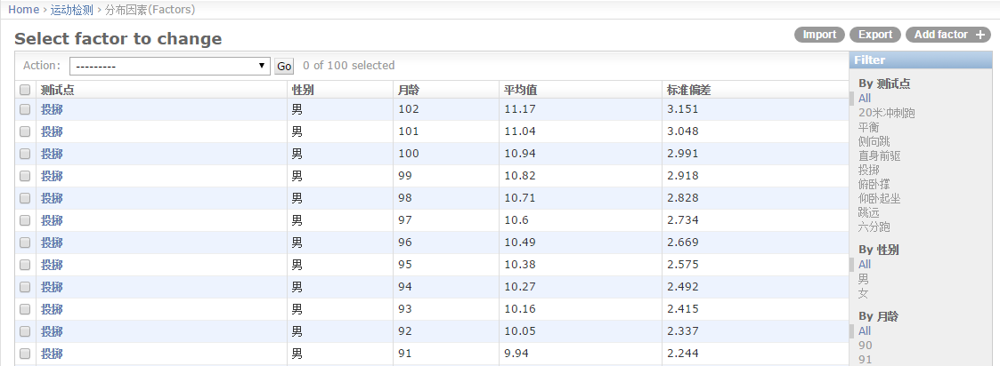 Home › 运动检测 › 分布因素(Factors)
Select factor to change
Import Export Add factor +
Action: --------- Go 0 of 100 selected
测试点 性别 月龄 平均值 标准偏差
投掷 男 102 11.17 3.151
投掷 男 101 11.04 3.048
投掷 男 100 10.94 2.991
投掷 男 99 10.82 2.918
投掷 男 98 10.71 2.828
投掷 男 97 10.6 2.734
投掷 男 96 10.49 2.669
投掷 男 95 10.38 2.575
投掷 男 94 10.27 2.492
投掷 男 93 10.16 2.415
投掷 男 92 10.05 2.337
投掷 男 91 9.94 2.244
Filter
By 测试点
All
20米冲刺跑
平衡
侧向跳
直身前驱
投掷
俯卧撑
仰卧起坐
跳远
六分跑
By 性别
All
男
女
By 月龄
All
90
91